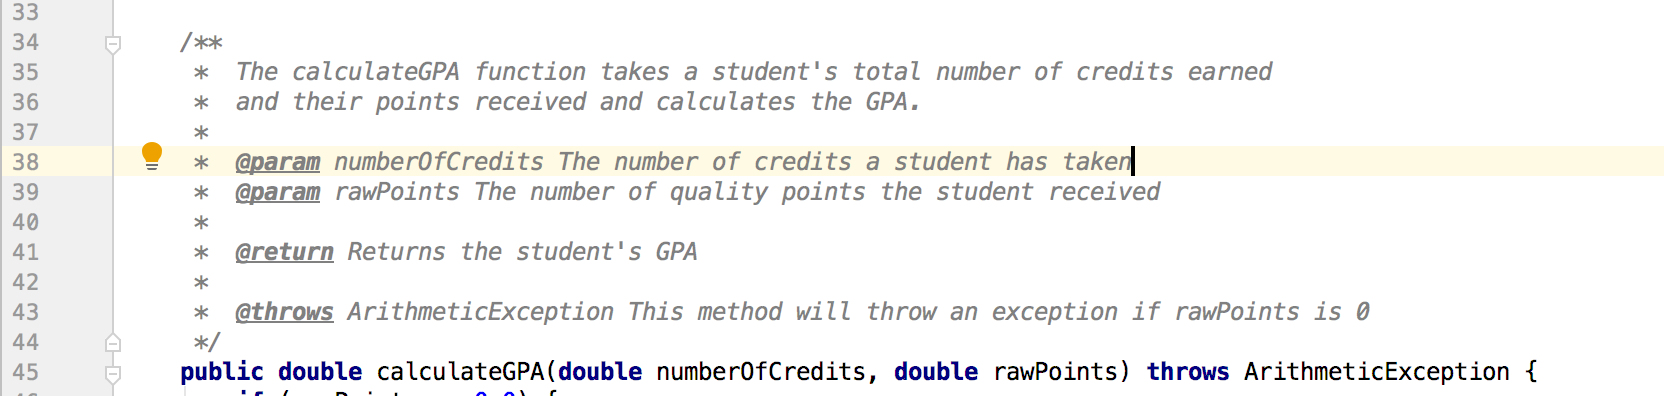 33
34 /**
35 * The calculateGPA function takes a student's total number of credits earned
36 * and their points received and calculates the GPA.
37 *
38 * @param numberOfCredits The number of credits a student has taken
39 * @param rawPoints The number of quality points the student received
40 *
41 * @return Returns the student's GPA
42 *
43 * @throws ArithmeticException This method will throw an exception if rawPoints is 0
44 */
45 public double calculateGPA(double numberOfCredits, double rawPoints) throws ArithmeticException {